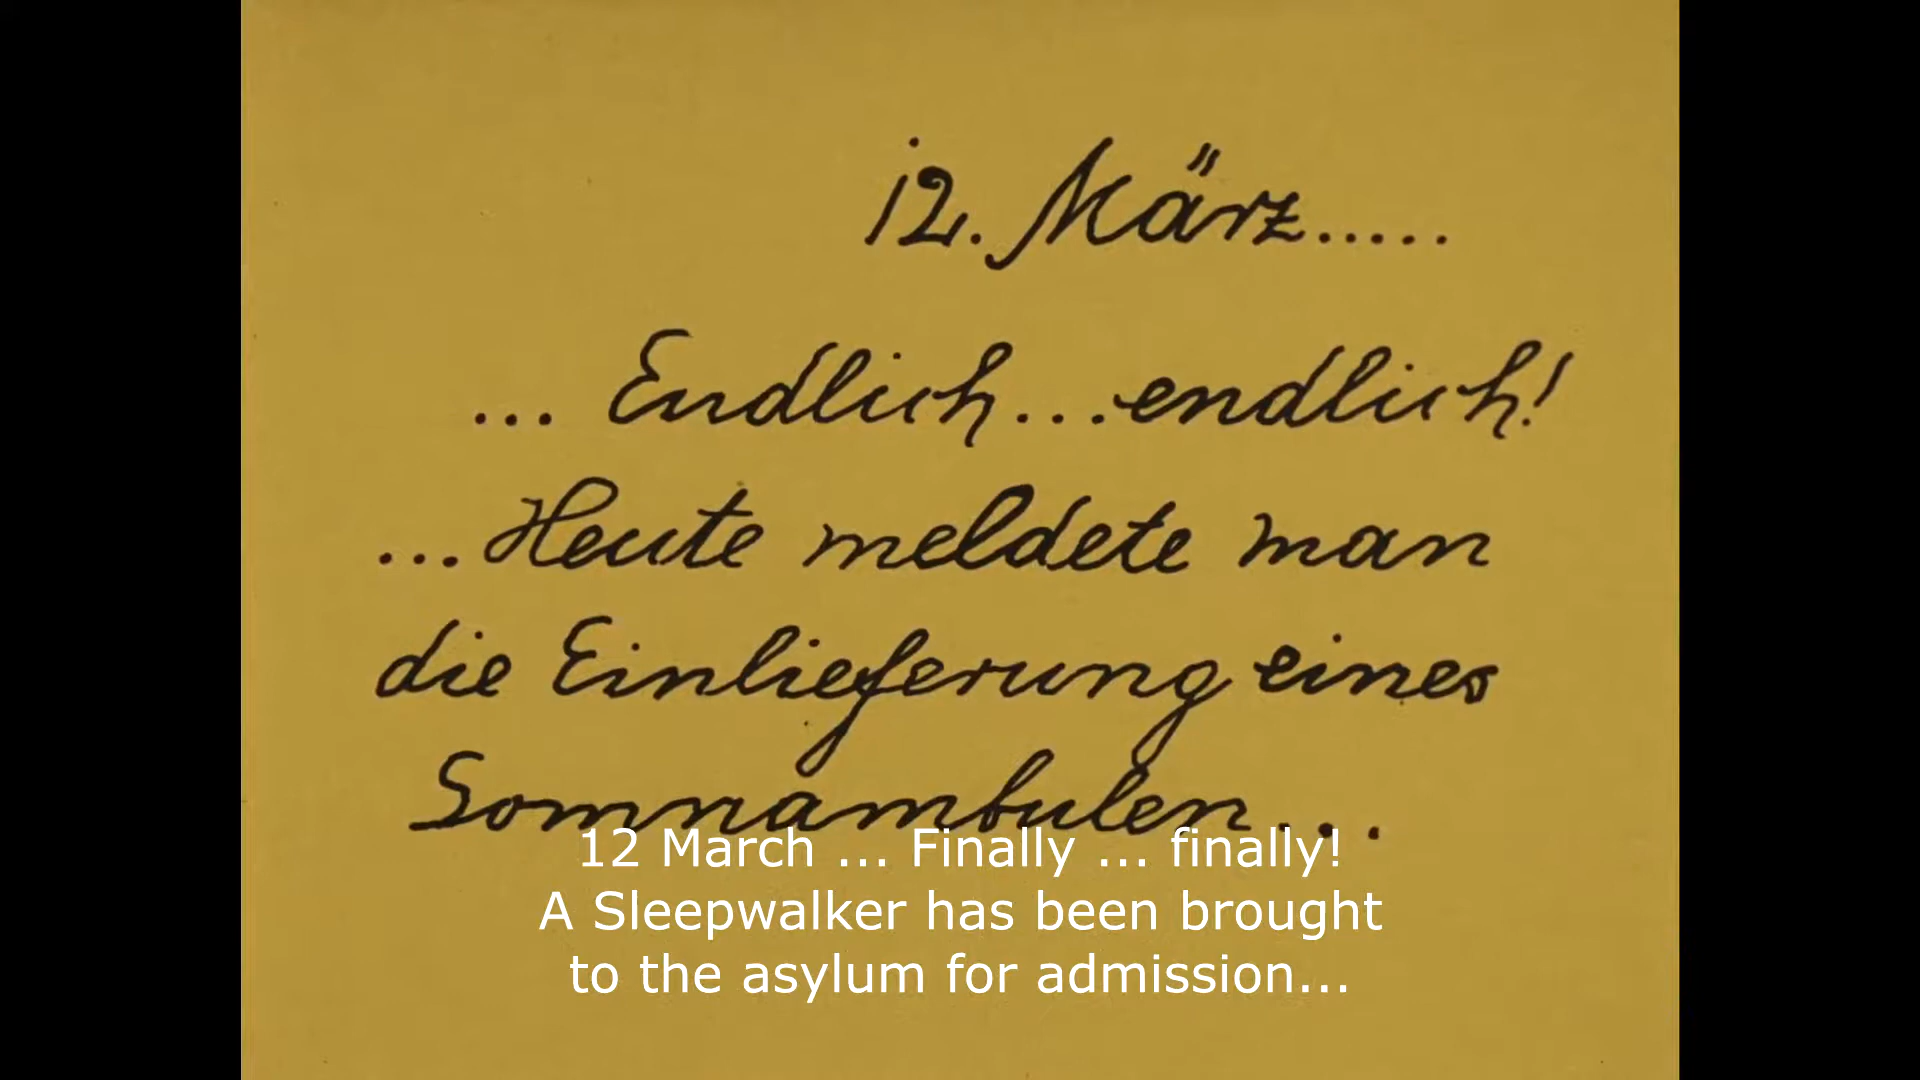 12. März.....
... Endlich...endlich!
...Heute meldete man
die Einlieferung eines
Somnambulen...
12 March ... Finally ... finally!
A Sleepwalker has been brought
to the asylum for admission...